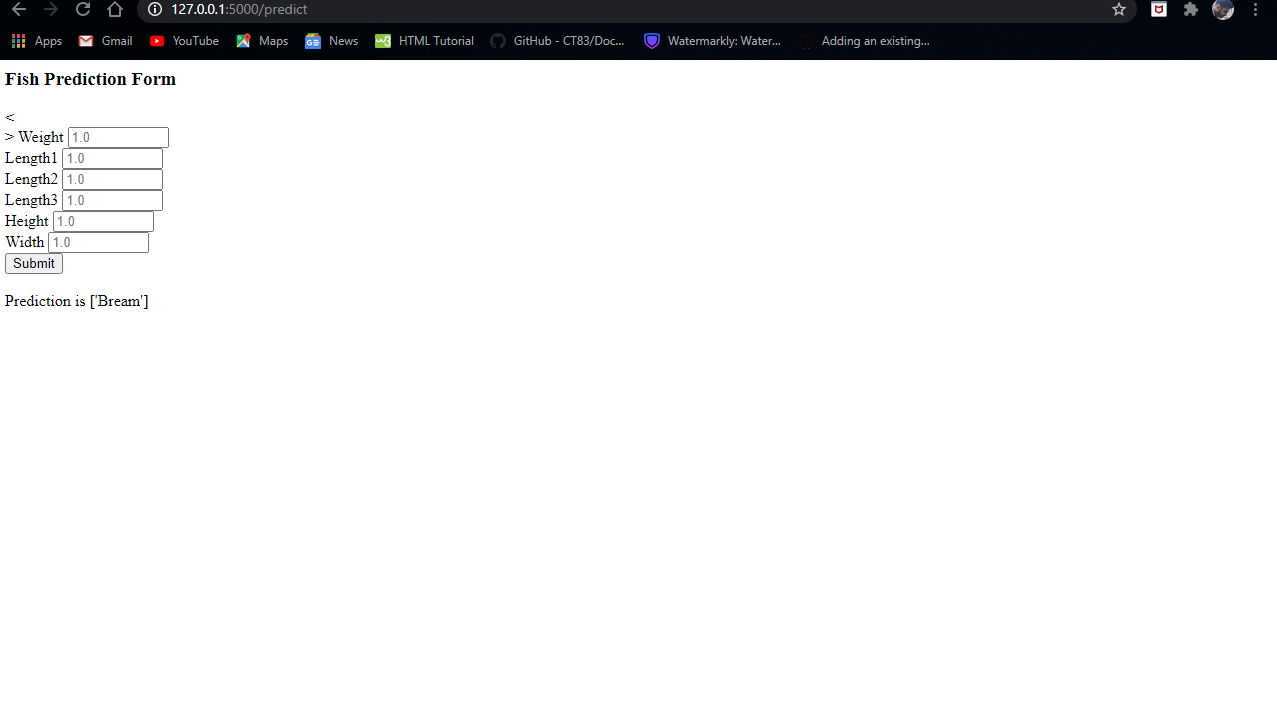 127.0.0.1:5000/predict
Apps Gmail YouTube Maps News HTML Tutorial GitHub - CT83/Doc... Watermarkly: Water... Adding an existing...
Fish Prediction Form
<
> Weight 1.0
Length1 1.0
Length2 1.0
Length3 1.0
Height 1.0
Width 1.0
Submit
Prediction is ['Bream']